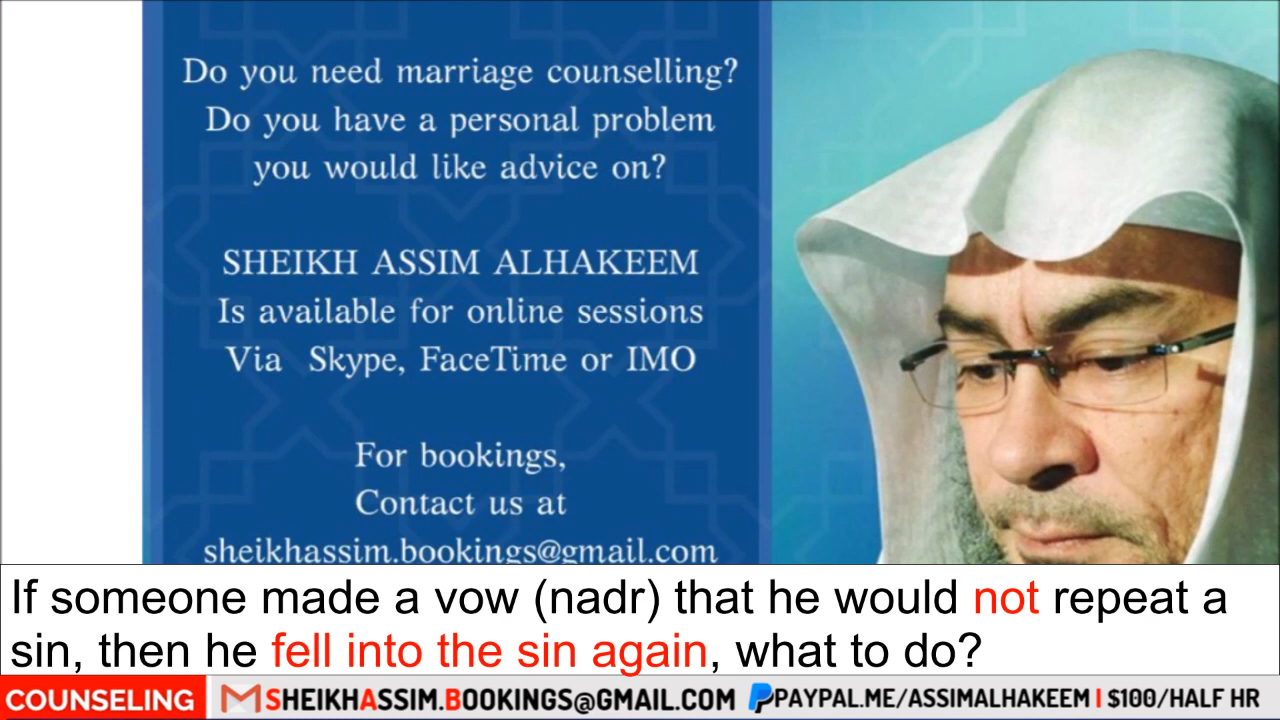 Do you need marriage counselling?
Do you have a personal problem
you would like advice on?
SHEIKH ASSIM ALHAKEEM
Is available for online sessions
Via Skype, FaceTime or IMO
For bookings,
Contact us at
sheikhassim.bookings@gmail.com
If someone made a vow (nadr) that he would not repeat a
sin, then he fell into the sin again, what to do?
COUNSELING SHEIKHASSIM.BOOKINGS@GMAIL.COM PAYPAL.ME/ASSIMALHAKEEM I $100/HALF HR